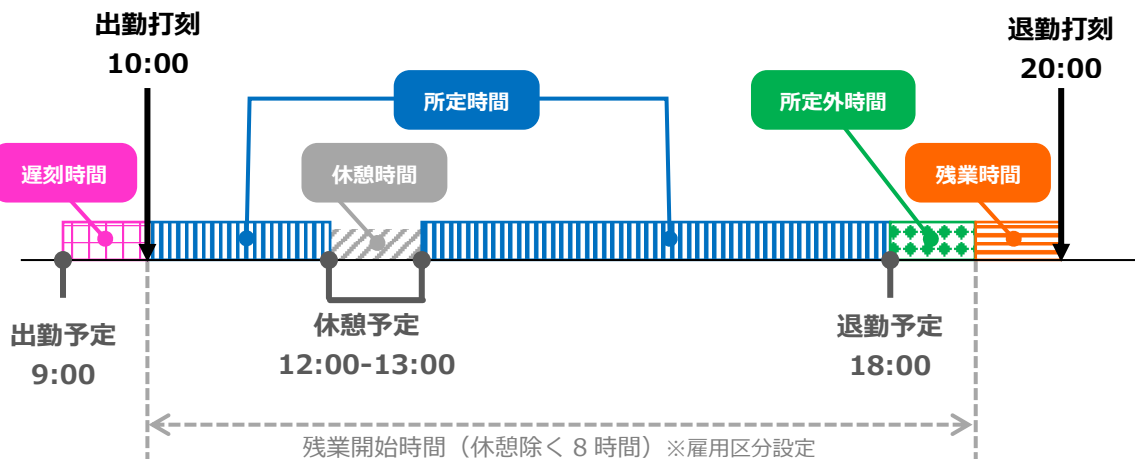 出勤打刻
10:00
退勤打刻
20:00
所定時間
所定外時間
遅刻時間
休憩時間
残業時間
出勤予定
9:00
休憩予定
12:00-13:00
退勤予定
18:00
残業開始時間（休憩除く８時間）※雇用区分設定